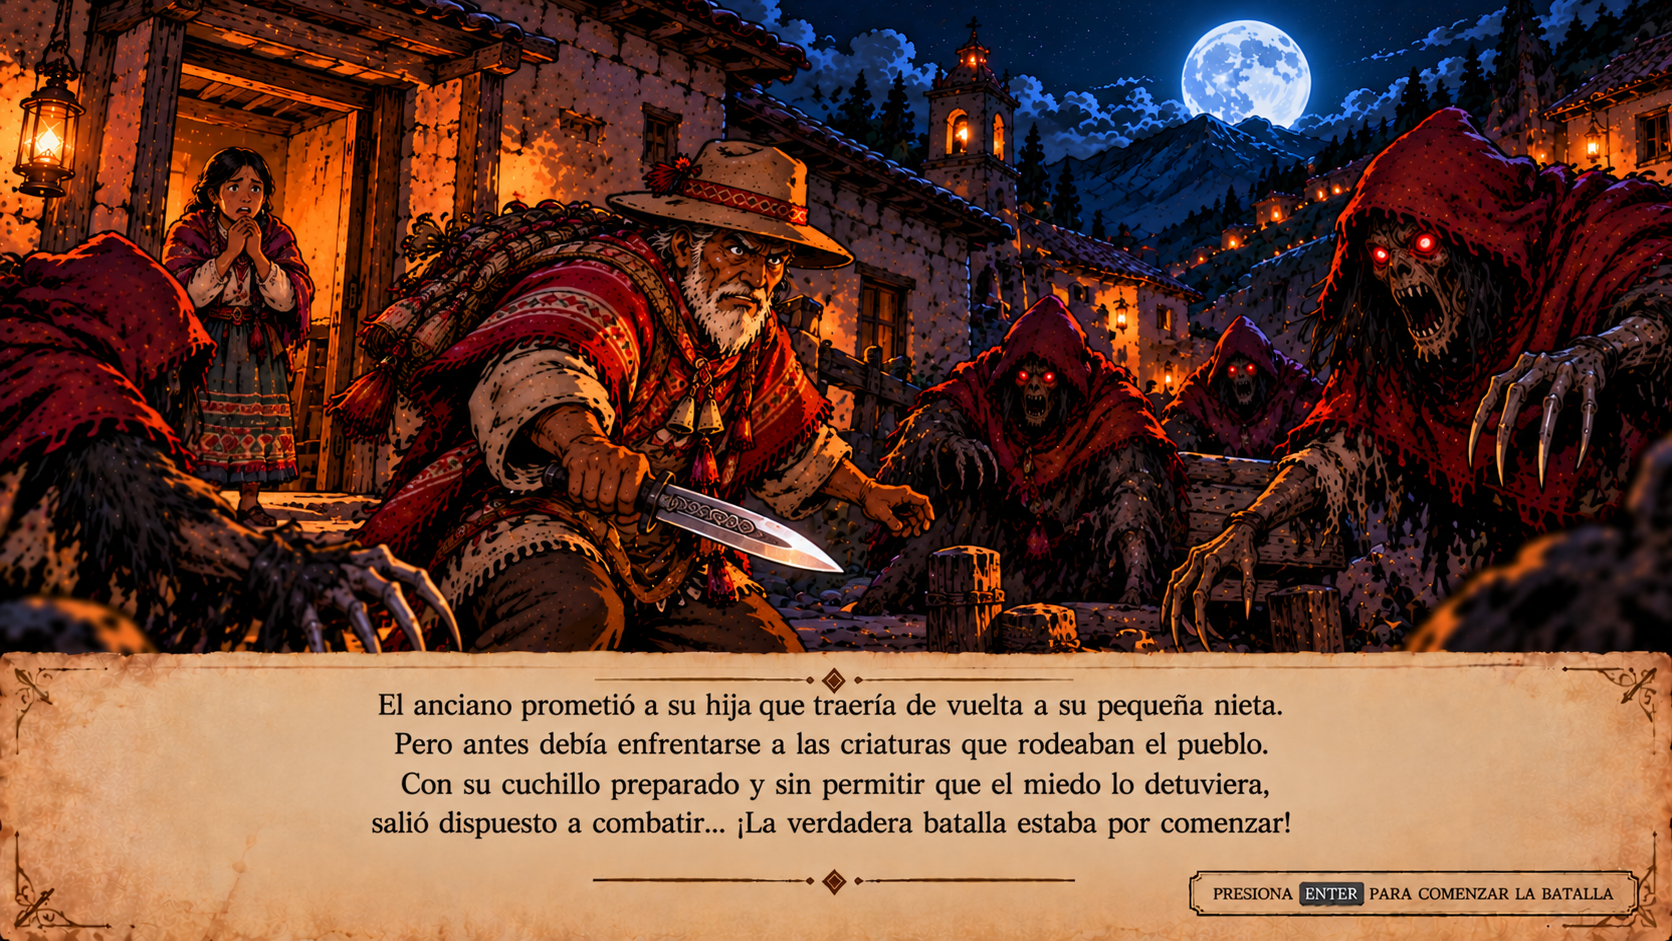 El anciano prometió a su hija que traería de vuelta a su pequeña nieta.
Pero antes debía enfrentarse a las criaturas que rodeaban el pueblo.
Con su cuchillo preparado y sin permitir que el miedo lo detuviera,
salió dispuesto a combatir... ¡La verdadera batalla estaba por comenzar!
PRESIONA ENTER PARA COMENZAR LA BATALLA